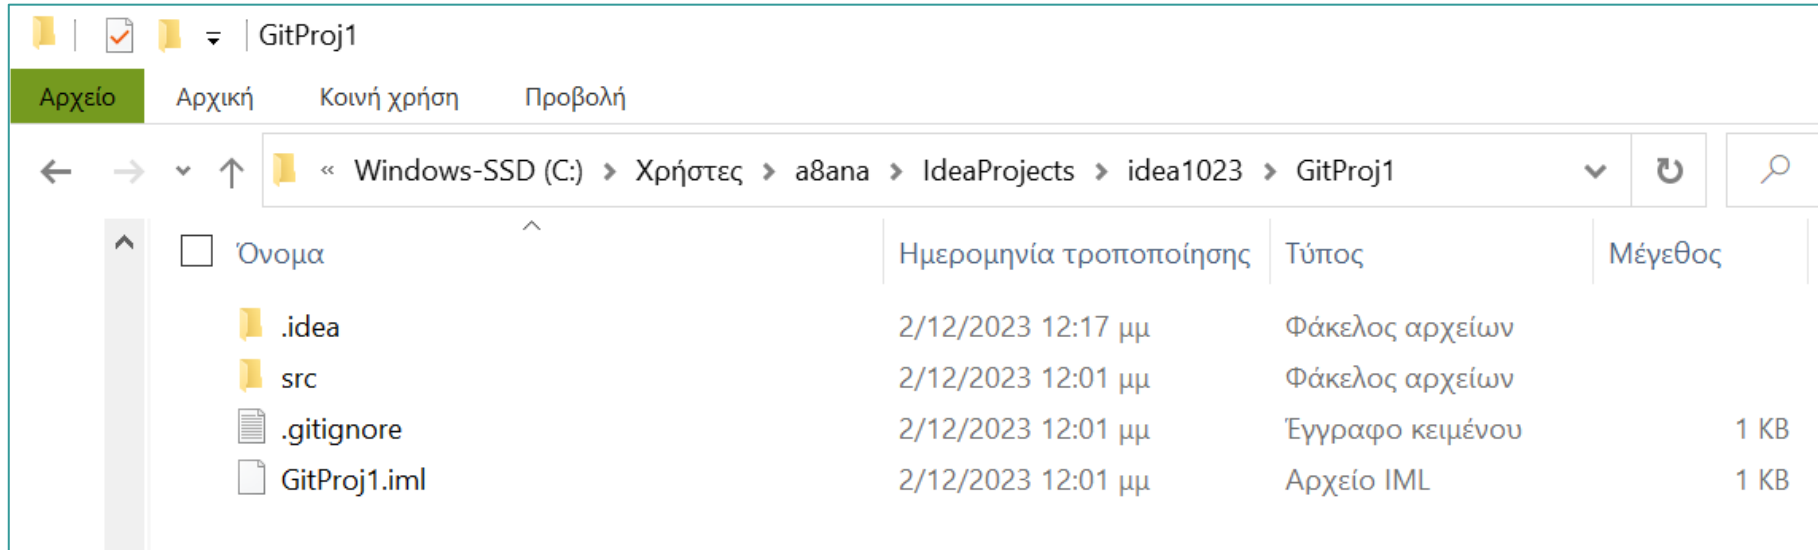 GitProj1
Αρχείο Αρχική Κοινή χρήση Προβολή
« Windows-SSD (C:) > Χρήστες > a8ana > IdeaProjects > idea1023 > GitProj1
Όνομα Ημερομηνία τροποποίησης Τύπος Μέγεθος
.idea 2/12/2023 12:17 μμ Φάκελος αρχείων
src 2/12/2023 12:01 μμ Φάκελος αρχείων
.gitignore 2/12/2023 12:01 μμ Έγγραφο κειμένου 1 KB
GitProj1.iml 2/12/2023 12:01 μμ Αρχείο IML 1 KB